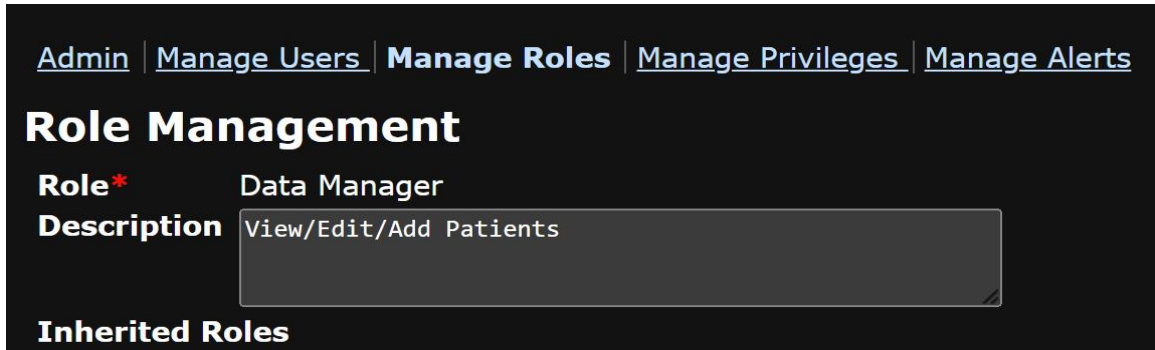 Admin | Manage Users | Manage Roles | Manage Privileges | Manage Alerts
Role Management
Role* Data Manager
Description View/Edit/Add Patients
Inherited Roles